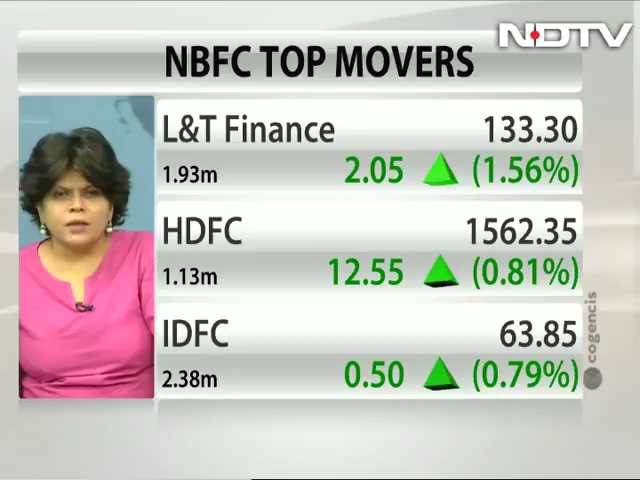 NDTV
NBFC TOP MOVERS
L&T Finance 133.30
1.93m 2.05 (1.56%)
HDFC 1562.35
1.13m 12.55 (0.81%)
IDFC 63.85
2.38m 0.50 (0.79%)
cogencis